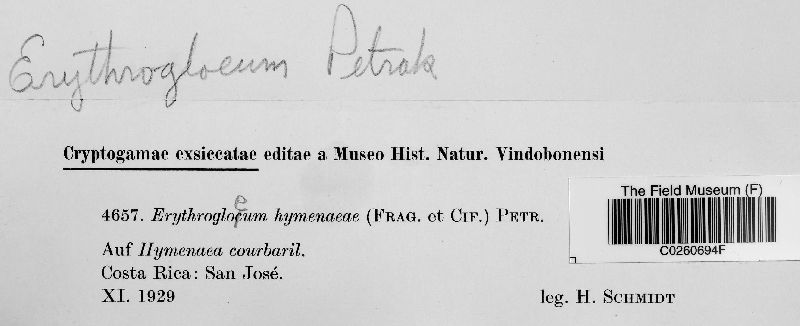 Erythrogloeum Petrak
Cryptogamae exsiccatae editae a Museo Hist. Natur. Vindobonensi
e
4657. Erythroglocum hymenaeae (FRAG. et CIF.) PETR.
Auf Hymenaea courbaril.
Costa Rica: San José.
XI. 1929
leg. H. SCHMIDT
The Field Museum (F)
C0260694F